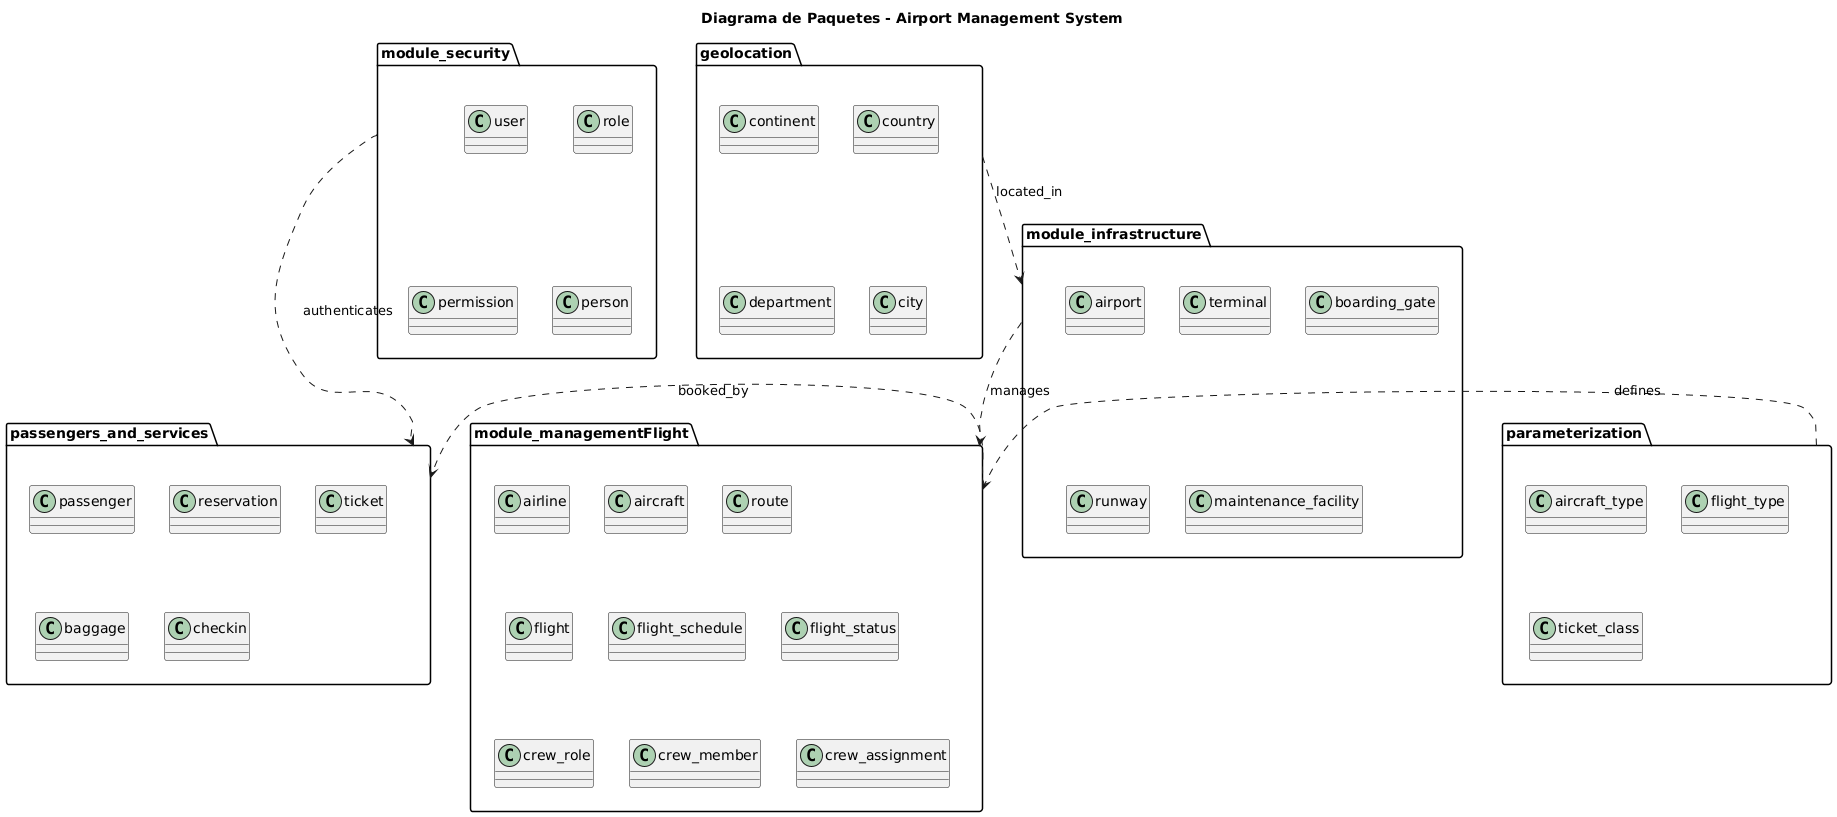 Diagrama de Paquetes - Airport Management System
module_security
C user
C role
C permission
C person
geolocation
C continent
C country
C department
C city
located_in
module_infrastructure
C airport
C terminal
C boarding_gate
C runway
C maintenance_facility
authenticates
booked_by
manages
defines
passengers_and_services
C passenger
C reservation
C ticket
C baggage
C checkin
module_managementFlight
C airline
C aircraft
C route
C flight
C flight_schedule
C flight_status
C crew_role
C crew_member
C crew_assignment
parameterization
C aircraft_type
C flight_type
C ticket_class